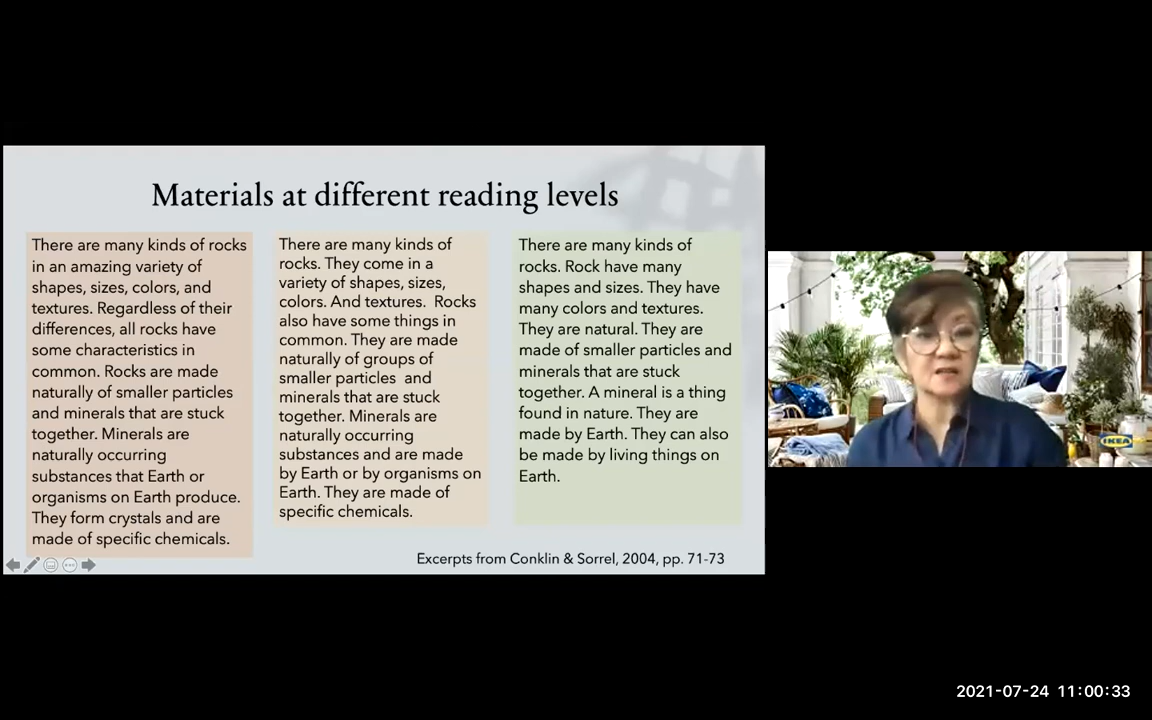 Materials at different reading levels
There are many kinds of rocks
in an amazing variety of
shapes, sizes, colors, and
textures. Regardless of their
differences, all rocks have
some characteristics in
common. Rocks are made
naturally of smaller particles
and minerals that are stuck
together. Minerals are
naturally occurring
substances that Earth or
organisms on Earth produce.
They form crystals and are
made of specific chemicals.
There are many kinds of
rocks. They come in a
variety of shapes, sizes,
colors. And textures.  Rocks
also have some things in
common. They are made
naturally of groups of
smaller particles  and
minerals that are stuck
together. Minerals are
naturally occurring
substances and are made
by Earth or by organisms on
Earth. They are made of
specific chemicals.
There are many kinds of
rocks. Rock have many
shapes and sizes. They have
many colors and textures.
They are natural. They are
made of smaller particles and
minerals that are stuck
together. A mineral is a thing
found in nature. They are
made by Earth. They can also
be made by living things on
Earth.
Excerpts from Conklin & Sorrel, 2004, pp. 71-73
IKEA
2021-07-24 11:00:33